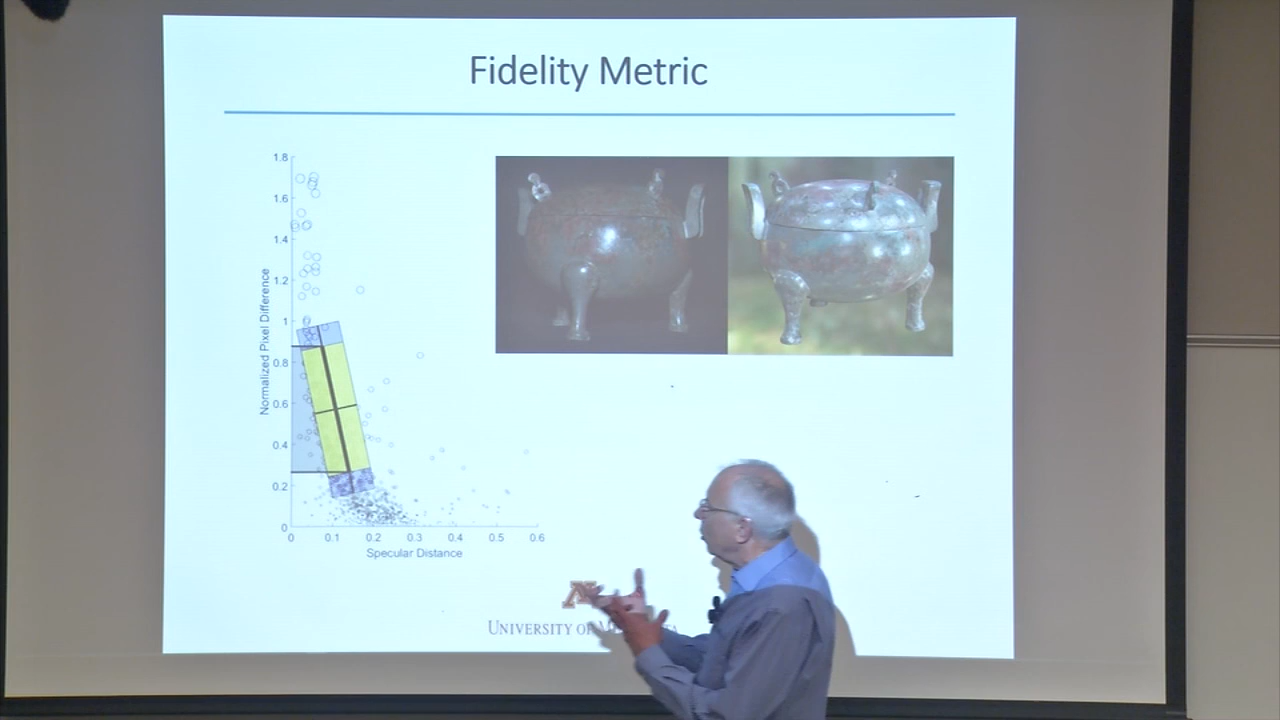 Fidelity Metric
1.8
1.6
1.4
1.2
1
0.8
0.6
0.4
0.2
0
Normalized Pixel Difference
0 0.1 0.2 0.3 0.4 0.5 0.6
Specular Distance
M
UNIVERSITY